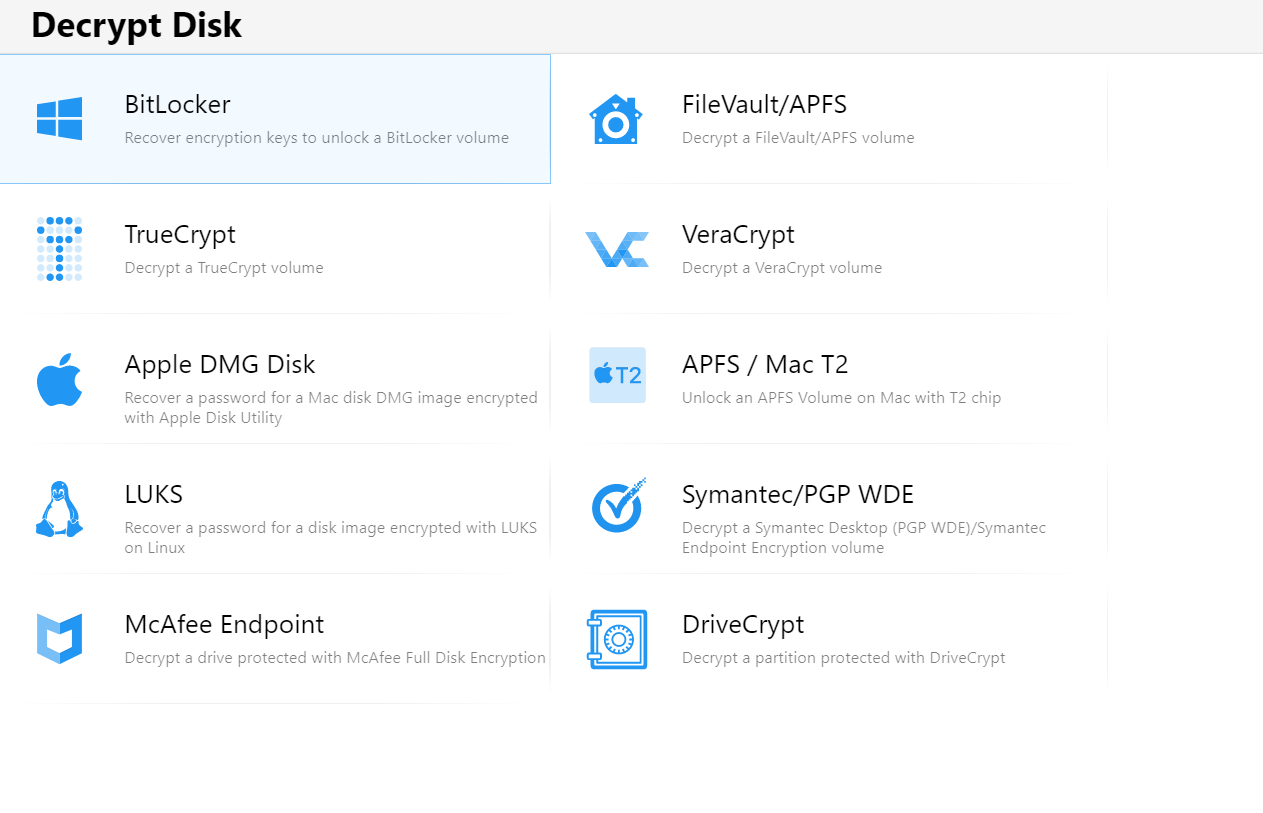 Decrypt Disk
BitLocker
Recover encryption keys to unlock a BitLocker volume
FileVault/APFS
Decrypt a FileVault/APFS volume
TrueCrypt
Decrypt a TrueCrypt volume
VeraCrypt
Decrypt a VeraCrypt volume
Apple DMG Disk
Recover a password for a Mac disk DMG image encrypted
with Apple Disk Utility
T2
APFS / Mac T2
Unlock an APFS Volume on Mac with T2 chip
LUKS
Recover a password for a disk image encrypted with LUKS
on Linux
Symantec/PGP WDE
Decrypt a Symantec Desktop (PGP WDE)/Symantec
Endpoint Encryption volume
McAfee Endpoint
Decrypt a drive protected with McAfee Full Disk Encryption
DriveCrypt
Decrypt a partition protected with DriveCrypt